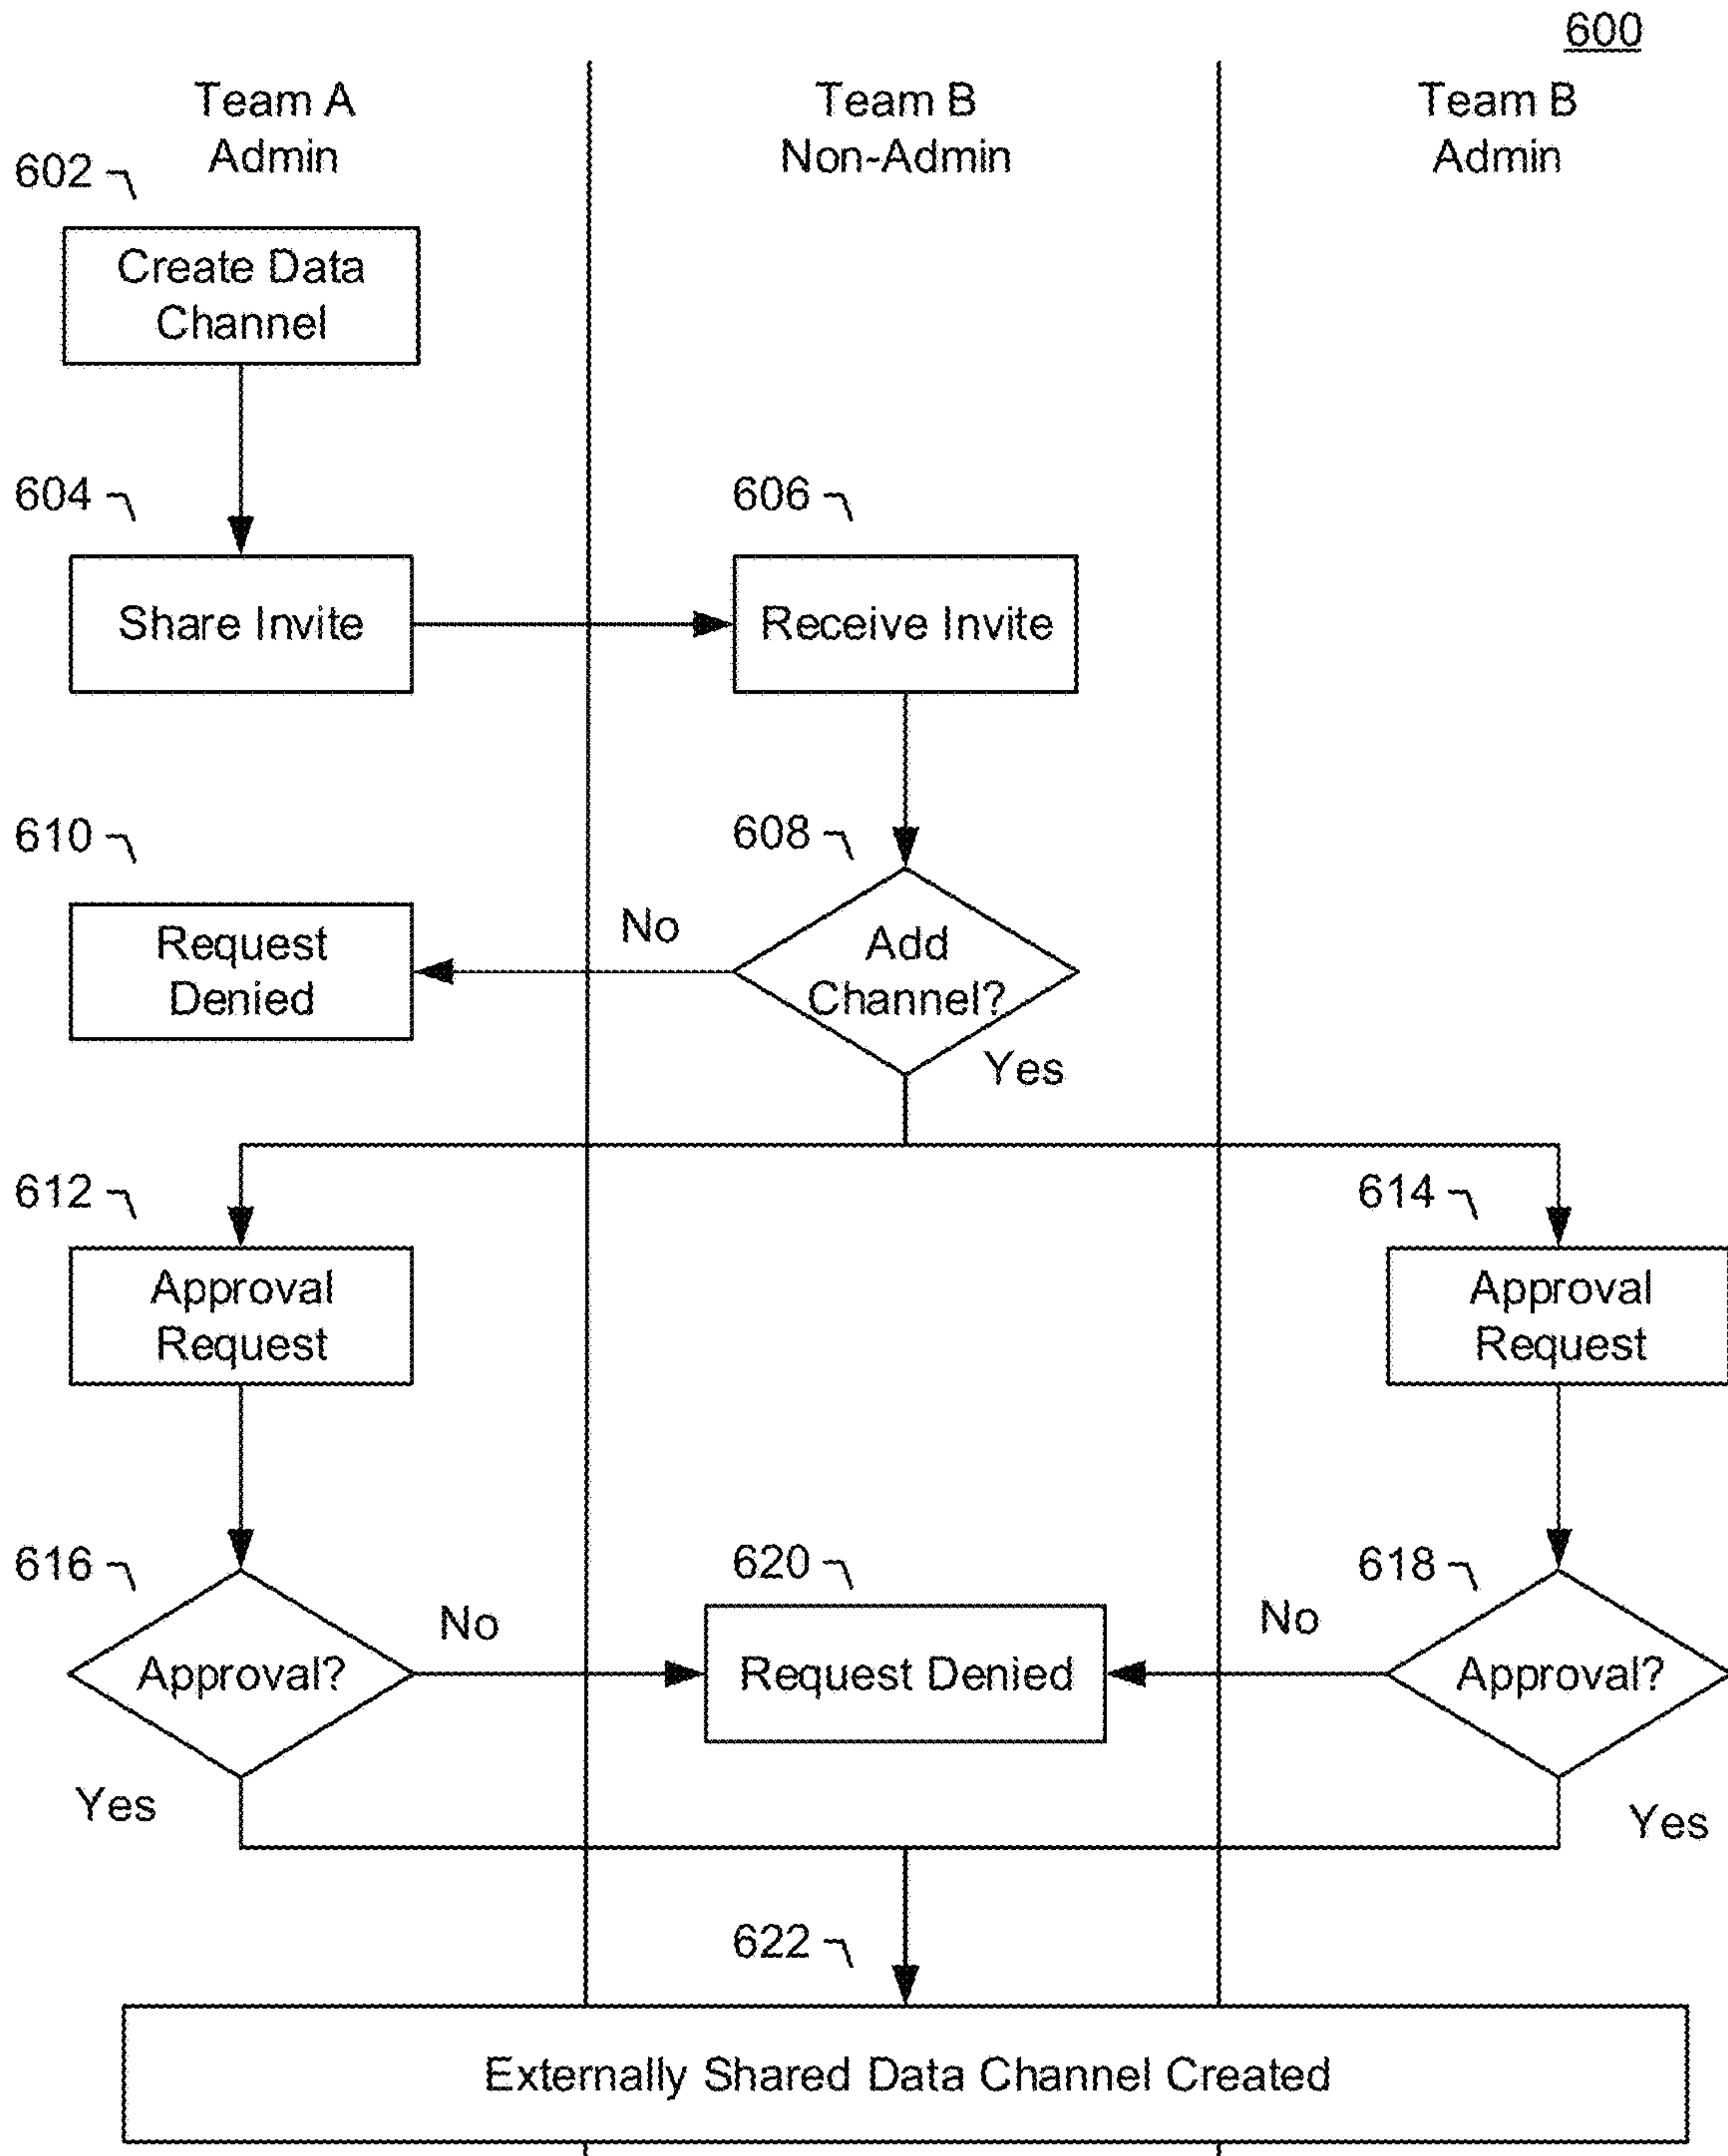 600
Team A
Admin
Team B
Non-Admin
Team B
Admin
602
Create Data
Channel
604
Share Invite
606
Receive Invite
610
Request
Denied
No
608
Add
Channel?
Yes
612
Approval
Request
614
Approval
Request
616
Approval?
No
Yes
620
Request Denied
618
No
Approval?
Yes
622
Externally Shared Data Channel Created